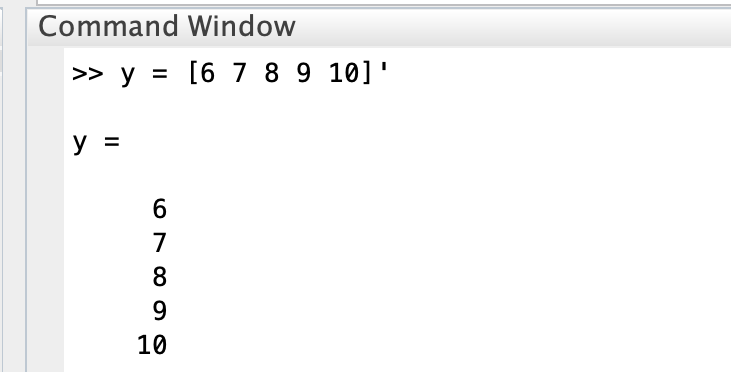 Command Window
>> y = [6 7 8 9 10]'
y =
6
7
8
9
10